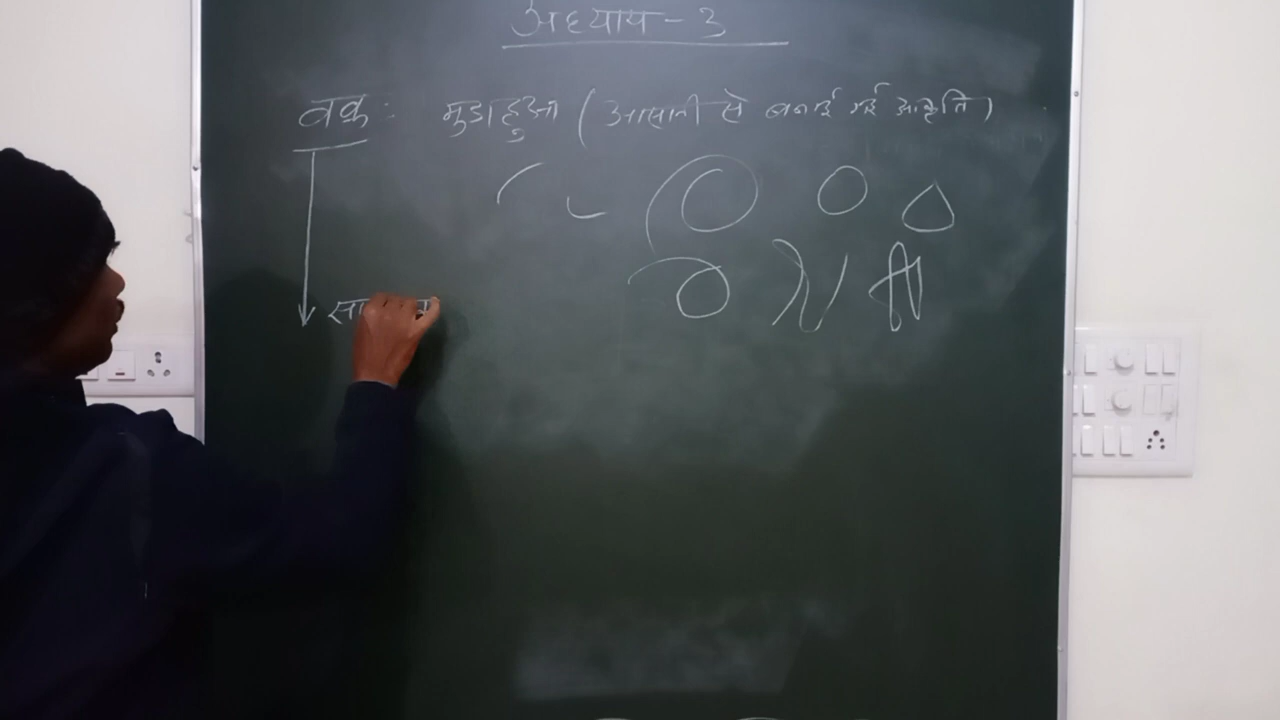 अध्याय - 3
वक्र : मुडा हुआ (आसानी से बनाई गई आकृति)